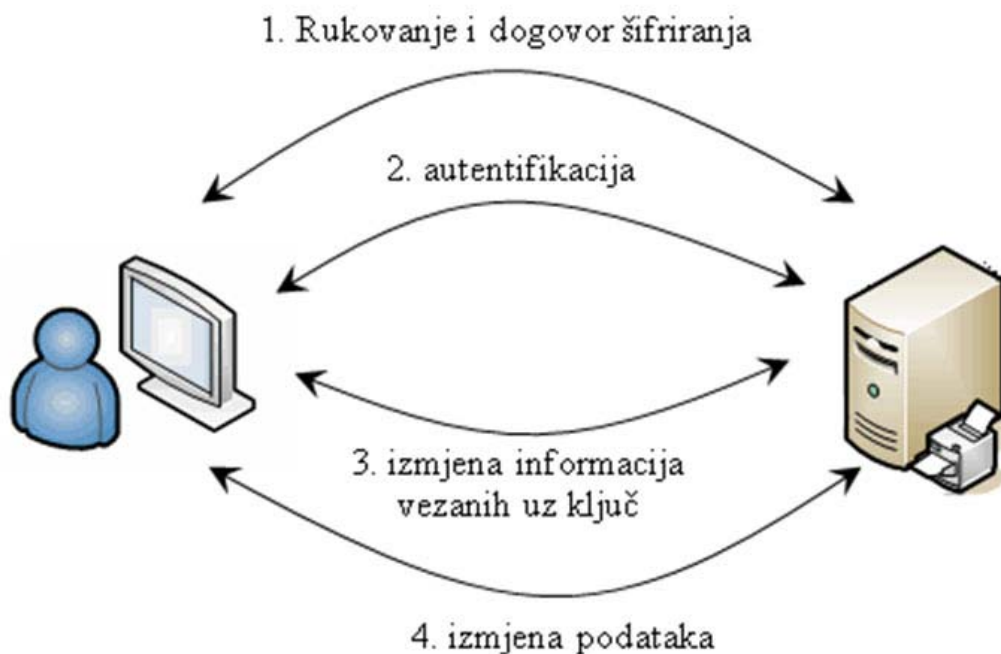 1. Rukovanje i dogovor šifriranja
2. autentifikacija
3. izmjena informacija
vezanih uz ključ
4. izmjena podataka